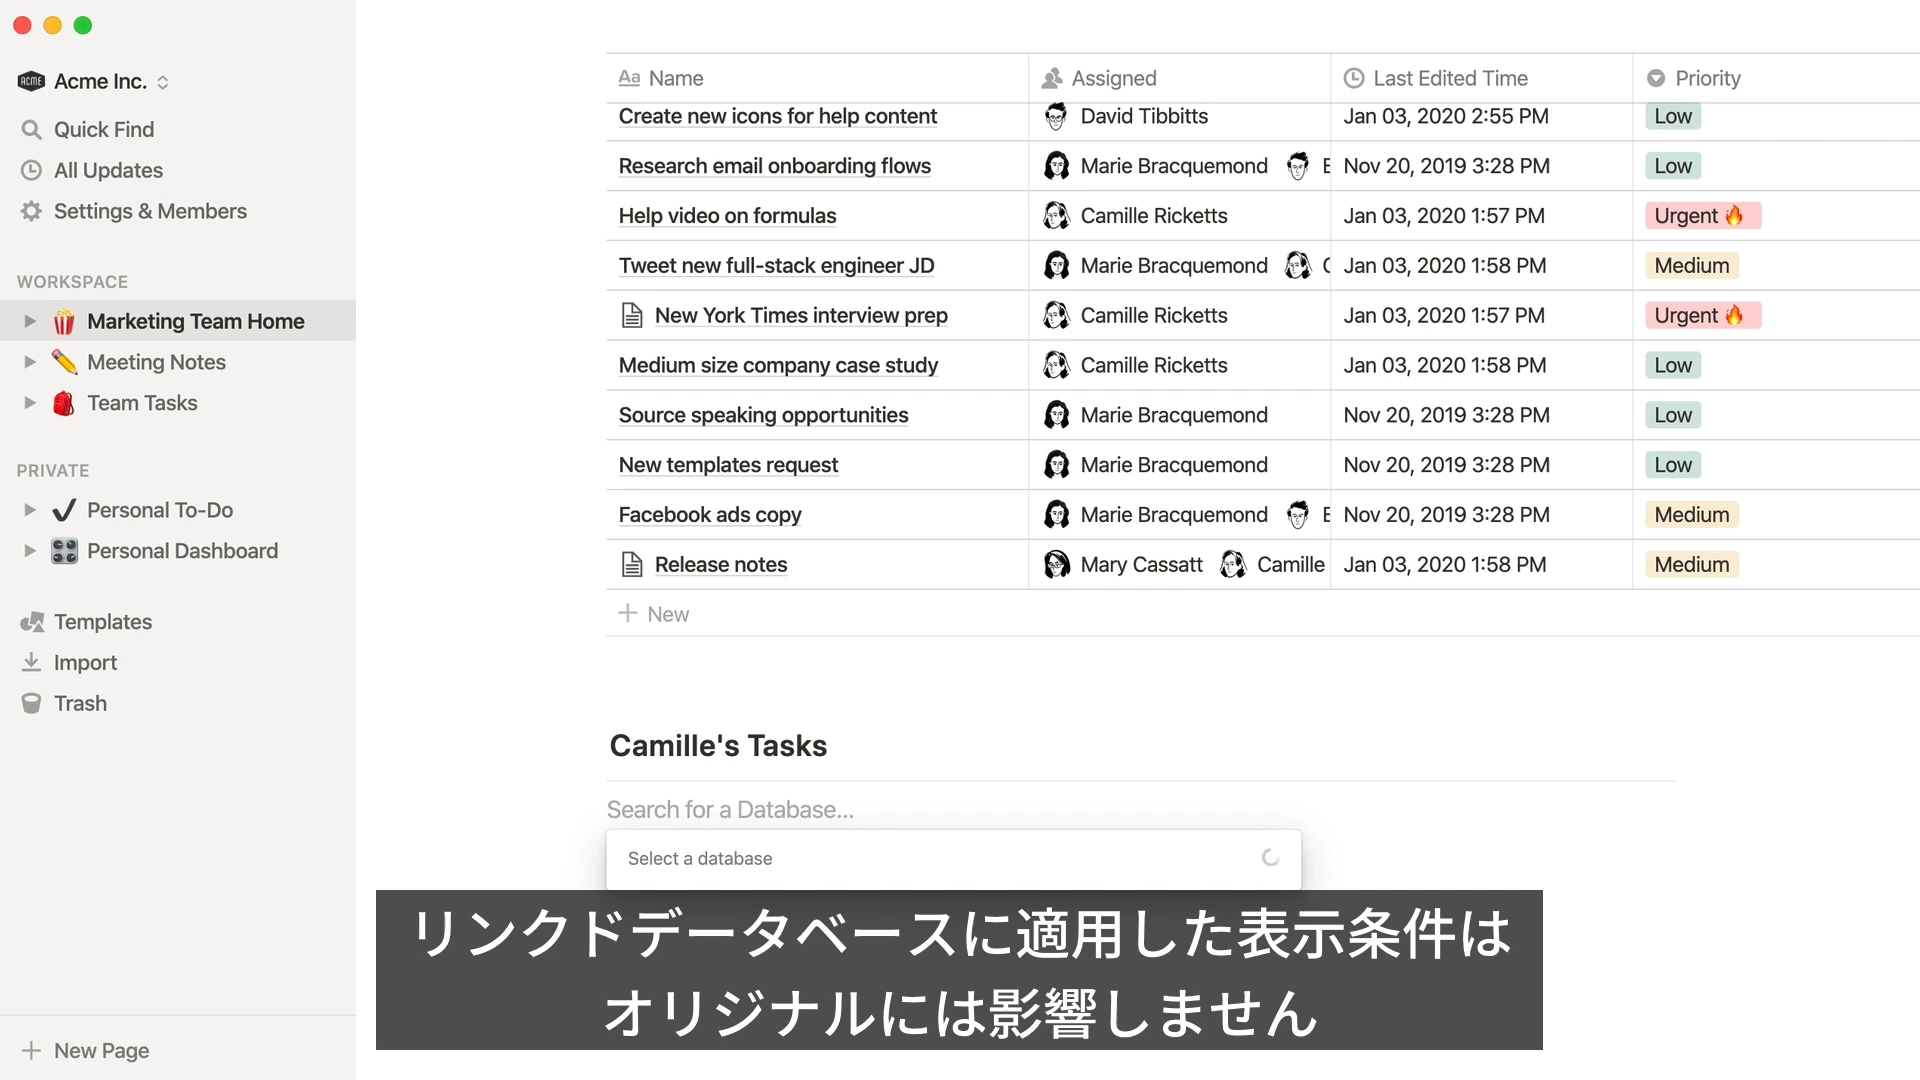 Acme Inc.
Quick Find
All Updates
Settings & Members
WORKSPACE
Marketing Team Home
Meeting Notes
Team Tasks
PRIVATE
Personal To-Do
Personal Dashboard
Templates
Import
Trash
New Page
Aa Name Assigned Last Edited Time Priority
Create new icons for help content David Tibbitts Jan 03, 2020 2:55 PM Low
Research email onboarding flows Marie Bracquemond Nov 20, 2019 3:28 PM Low
Help video on formulas Camille Ricketts Jan 03, 2020 1:57 PM Urgent🔥
Tweet new full-stack engineer JD Marie Bracquemond Jan 03, 2020 1:58 PM Medium
New York Times interview prep Camille Ricketts Jan 03, 2020 1:57 PM Urgent🔥
Medium size company case study Camille Ricketts Jan 03, 2020 1:58 PM Low
Source speaking opportunities Marie Bracquemond Nov 20, 2019 3:28 PM Low
New templates request Marie Bracquemond Nov 20, 2019 3:28 PM Low
Facebook ads copy Marie Bracquemond Nov 20, 2019 3:28 PM Medium
Release notes Mary Cassatt Camille Jan 03, 2020 1:58 PM Medium
New
Camille's Tasks
Search for a Database...
Select a database
リンクドデータベースに適用した表示条件は
オリジナルには影響しません